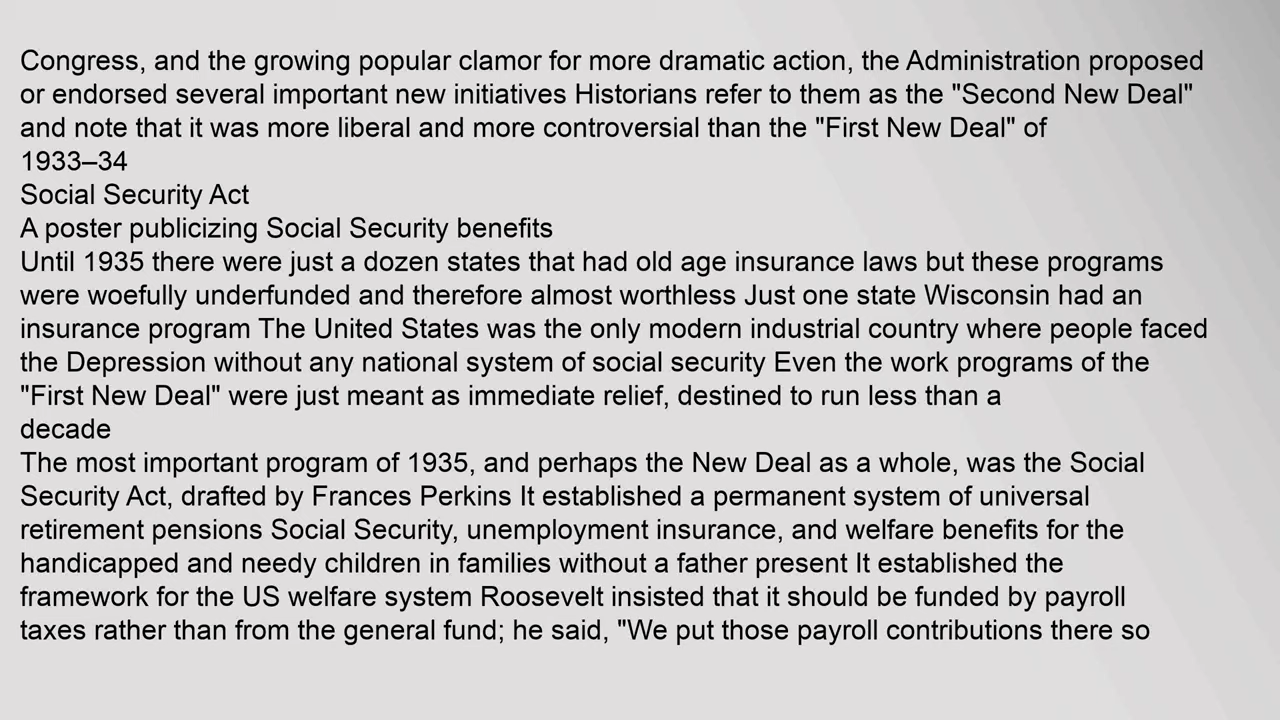 Congress, and the growing popular clamor for more dramatic action, the Administration proposed
or endorsed several important new initiatives Historians refer to them as the "Second New Deal"
and note that it was more liberal and more controversial than the "First New Deal" of
1933–34
Social Security Act
A poster publicizing Social Security benefits
Until 1935 there were just a dozen states that had old age insurance laws but these programs
were woefully underfunded and therefore almost worthless Just one state Wisconsin had an
insurance program The United States was the only modern industrial country where people faced
the Depression without any national system of social security Even the work programs of the
"First New Deal" were just meant as immediate relief, destined to run less than a
decade
The most important program of 1935, and perhaps the New Deal as a whole, was the Social
Security Act, drafted by Frances Perkins It established a permanent system of universal
retirement pensions Social Security, unemployment insurance, and welfare benefits for the
handicapped and needy children in families without a father present It established the
framework for the US welfare system Roosevelt insisted that it should be funded by payroll
taxes rather than from the general fund; he said, "We put those payroll contributions there so